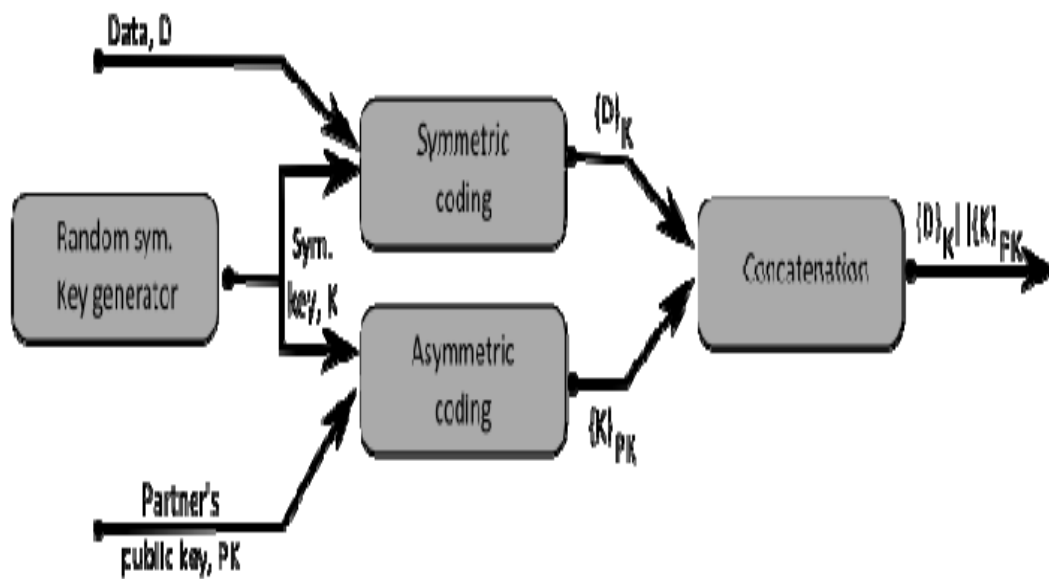 Data, D
Symmetric
coding
{D}K
Random sym.
Key generator
Sym.
key, K
Concatenation
{D}K||{K}PK
Asymmetric
coding
{K}PK
Partner's
public key, PK